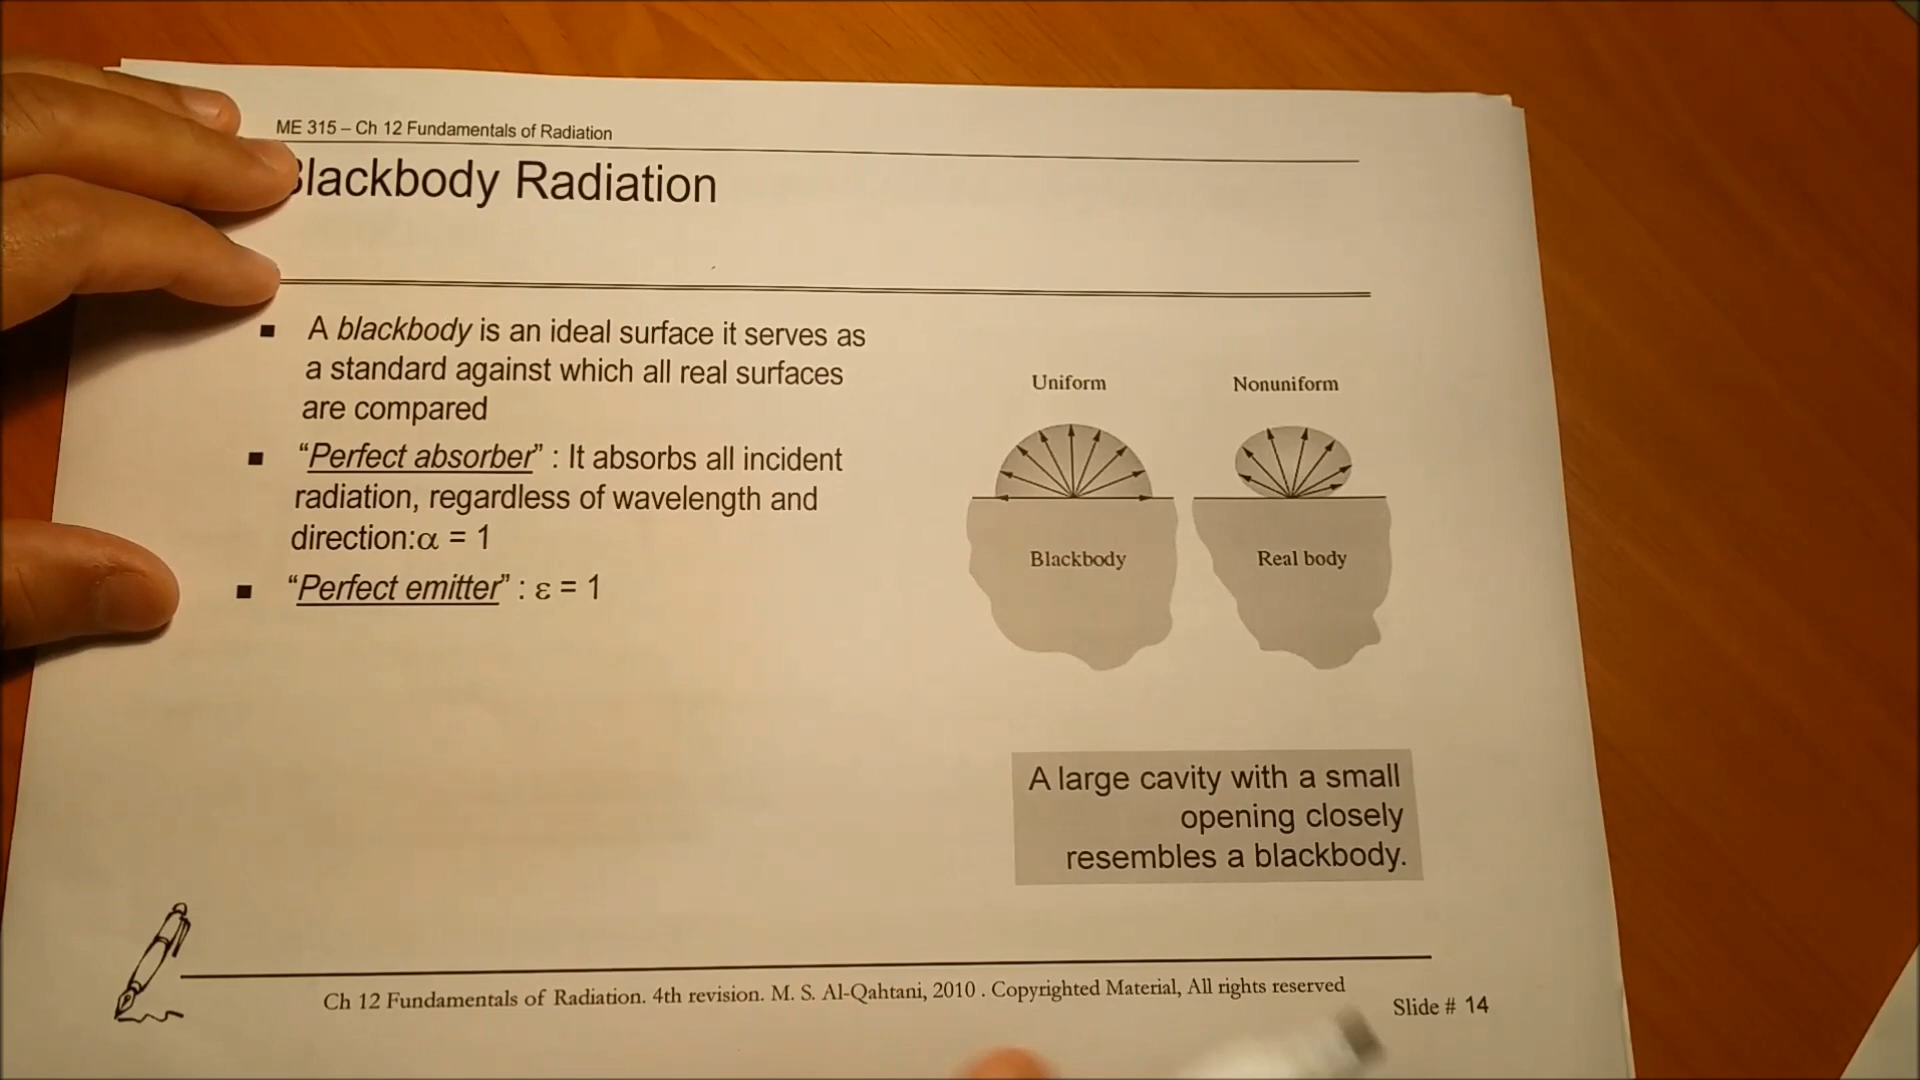 ME 315 – Ch 12 Fundamentals of Radiation
Blackbody Radiation
▪ A blackbody is an ideal surface it serves as
a standard against which all real surfaces
are compared
▪ “Perfect absorber” : It absorbs all incident
radiation, regardless of wavelength and
direction:α = 1
▪ “Perfect emitter” : ε = 1
Uniform
Nonuniform
Blackbody
Real body
A large cavity with a small
opening closely
resembles a blackbody.
Ch 12 Fundamentals of Radiation. 4th revision. M. S. Al-Qahtani, 2010 . Copyrighted Material, All rights reserved
Slide # 14